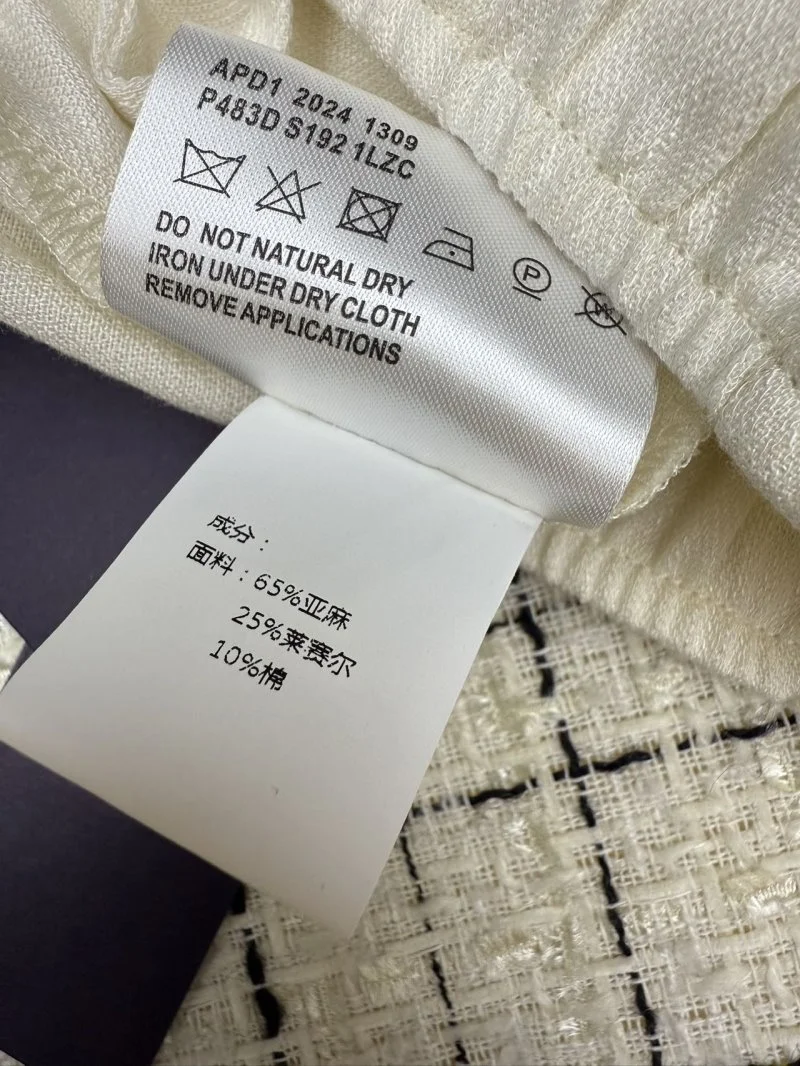 APD1 2024 1309
P483D S192 1LZC
P
DO NOT NATURAL DRY
IRON UNDER DRY CLOTH
REMOVE APPLICATIONS
成分：
面料：65%亚麻
25%莱赛尔
10%棉